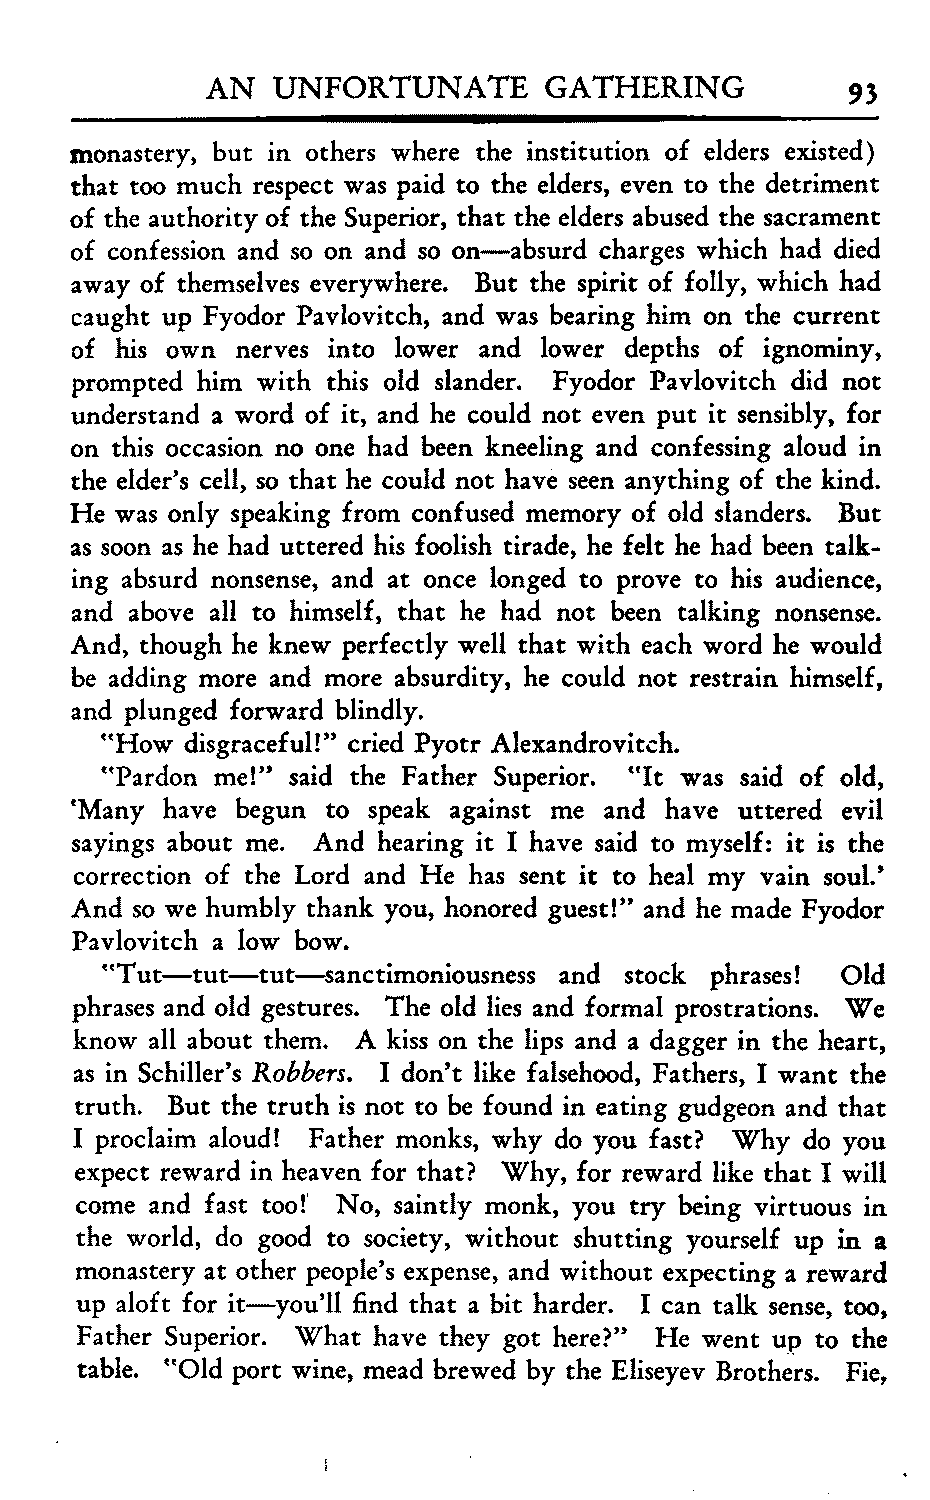 AN UNFORTUNATE GATHERING 93
monastery, but in others where the institution of elders existed)
that too much respect was paid to the elders, even to the detriment
of the authority of the Superior, that the elders abused the sacrament
of confession and so on and so on—absurd charges which had died
away of themselves everywhere. But the spirit of folly, which had
caught up Fyodor Pavlovitch, and was bearing him on the current
of his own nerves into lower and lower depths of ignominy,
prompted him with this old slander. Fyodor Pavlovitch did not
understand a word of it, and he could not even put it sensibly, for
on this occasion no one had been kneeling and confessing aloud in
the elder's cell, so that he could not have seen anything of the kind.
He was only speaking from confused memory of old slanders. But
as soon as he had uttered his foolish tirade, he felt he had been talk-
ing absurd nonsense, and at once longed to prove to his audience,
and above all to himself, that he had not been talking nonsense.
And, though he knew perfectly well that with each word he would
be adding more and more absurdity, he could not restrain himself,
and plunged forward blindly.
"How disgraceful!" cried Pyotr Alexandrovitch.
"Pardon me!" said the Father Superior. "It was said of old,
'Many have begun to speak against me and have uttered evil
sayings about me. And hearing it I have said to myself: it is the
correction of the Lord and He has sent it to heal my vain soul.'
And so we humbly thank you, honored guest!" and he made Fyodor
Pavlovitch a low bow.
"Tut—tut—tut—sanctimoniousness and stock phrases! Old
phrases and old gestures. The old lies and formal prostrations. We
know all about them. A kiss on the lips and a dagger in the heart,
as in Schiller's Robbers. I don't like falsehood, Fathers, I want the
truth. But the truth is not to be found in eating gudgeon and that
I proclaim aloud! Father monks, why do you fast? Why do you
expect reward in heaven for that? Why, for reward like that I will
come and fast too! No, saintly monk, you try being virtuous in
the world, do good to society, without shutting yourself up in a
monastery at other people's expense, and without expecting a reward
up aloft for it—you'll find that a bit harder. I can talk sense, too,
Father Superior. What have they got here?" He went up to the
table. "Old port wine, mead brewed by the Eliseyev Brothers. Fie,